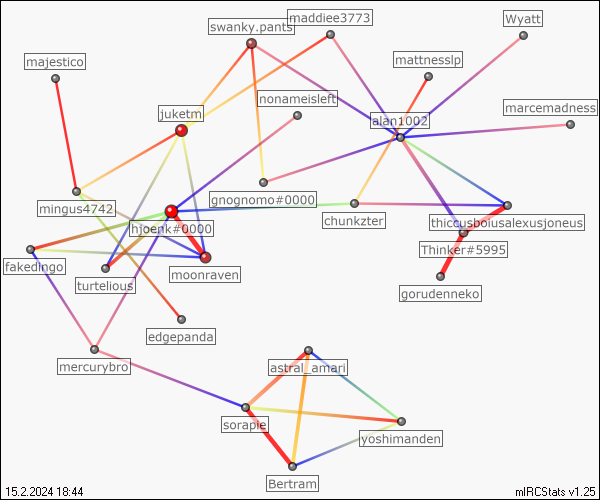 maddiee3773
Wyatt
swanky.pants
mattnesslp
majestico
nonameisleft
marcemadness
juketm
alan1002
gnognomo#0000
mingus4742
chunkzter
hjoenk#0000
thiccusboiusalexusjoneus
Thinker#5995
fakedingo
moonraven
turtelious
gorudenneko
edgepanda
mercurybro
astral_amari
sorapie
yoshimanden
Bertram
15.2.2024 18:44
mIRCStats v1.25